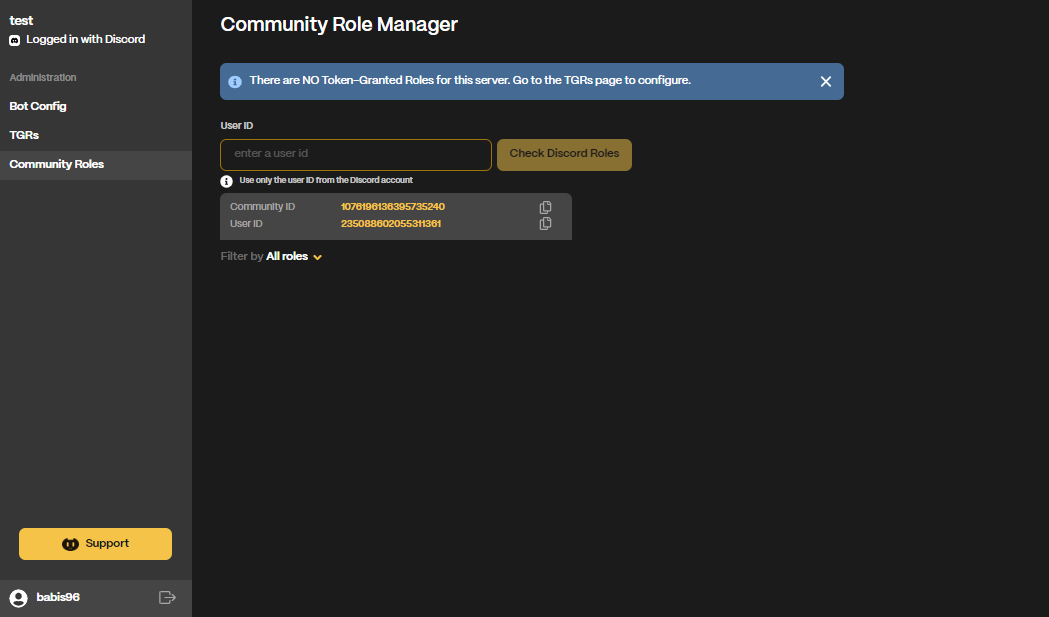 test
Logged in with Discord
Administration
Bot Config
TGRs
Community Roles
Support
babis96
Community Role Manager
There are NO Token-Granted Roles for this server. Go to the TGRs page to configure.
User ID
enter a user id
Check Discord Roles
Use only the user ID from the Discord account
Community ID 1076196136395735240
User ID 235088602055311361
Filter by All roles